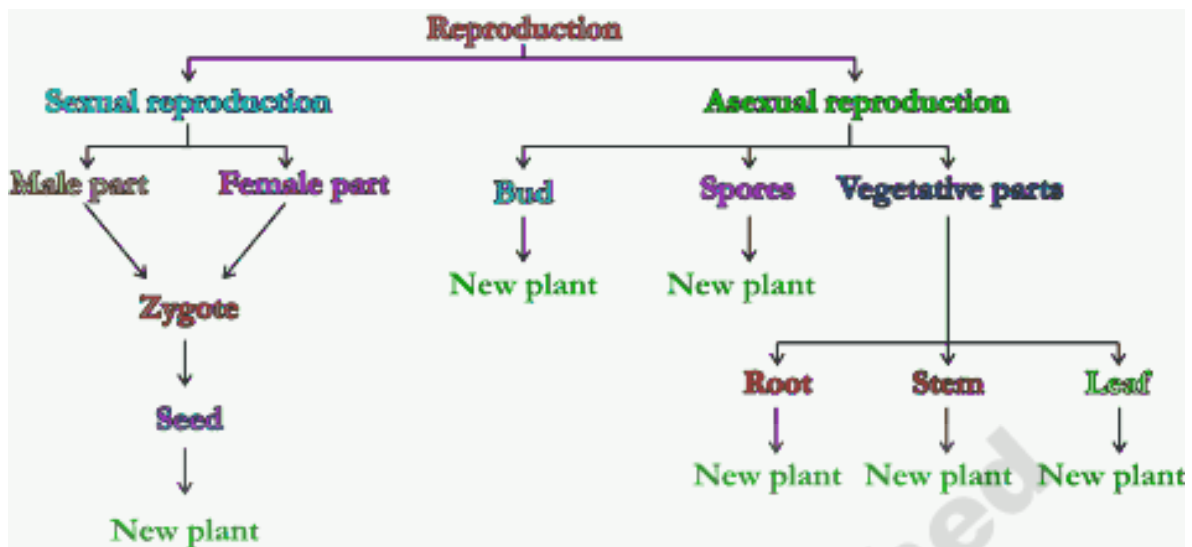 Reproduction
Sexual reproduction Asexual reproduction
Male part Female part Bud Spores Vegetative parts
New plant New plant
Zygote
Root Stem Leaf
Seed
New plant New plant New plant
New plant